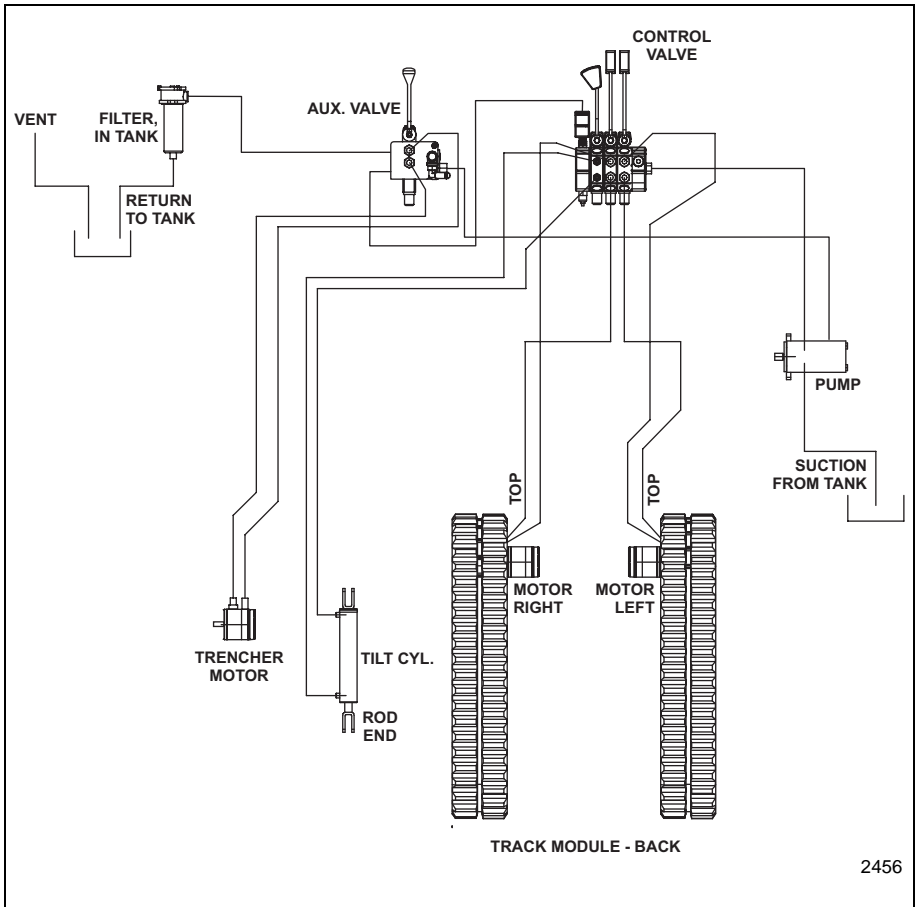 CONTROL
VALVE
AUX. VALVE
VENT
FILTER,
IN TANK
RETURN
TO TANK
PUMP
SUCTION
FROM TANK
TOP
TOP
MOTOR
RIGHT
MOTOR
LEFT
TRENCHER
MOTOR
TILT CYL.
ROD
END
TRACK MODULE - BACK
2456